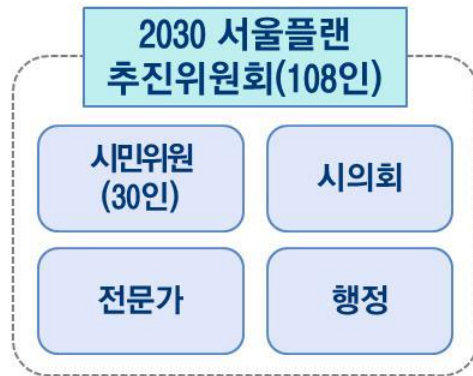 2030 서울플랜
추진위원회(108인)
시민위원
(30인)
시의회
전문가
행정